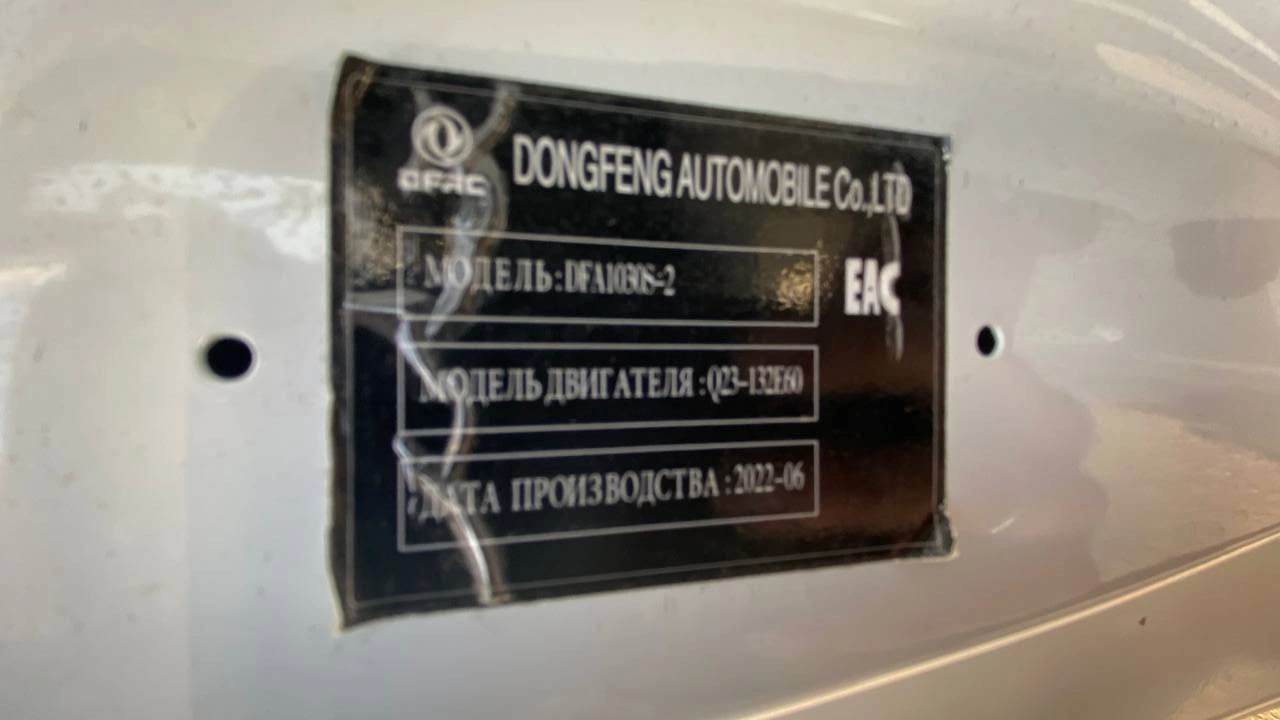 DFAC
DONGFENG AUTOMOBILE Co.,LTD
МОДЕЛЬ:DFA1030S-2
EAC
МОДЕЛЬ ДВИГАТЕЛЯ:Q23-132E60
ДАТА ПРОИЗВОДСТВА:2022-06